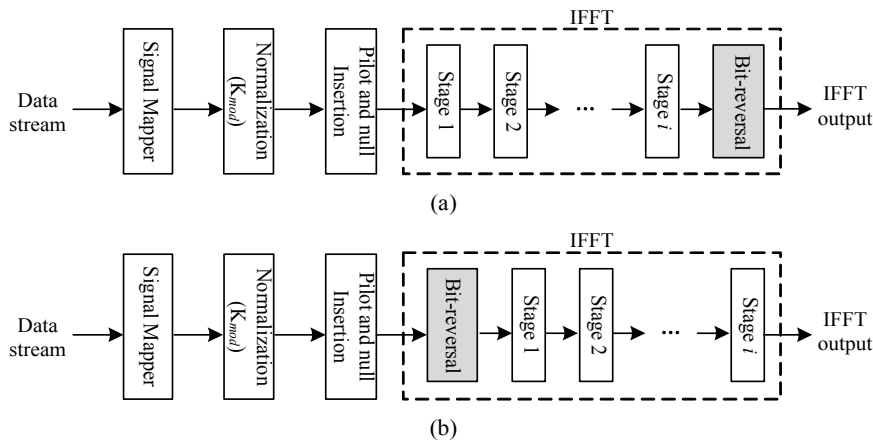 IFFT
Data
stream
Signal Mapper
Normalization
(Kmod)
Pilot and null
Insertion
Stage 1
Stage 2
...
Stage i
Bit-reversal
IFFT
output
(a)
IFFT
Data
stream
Signal Mapper
Normalization
(Kmod)
Pilot and null
Insertion
Bit-reversal
Stage 1
Stage 2
...
Stage i
IFFT
output
(b)